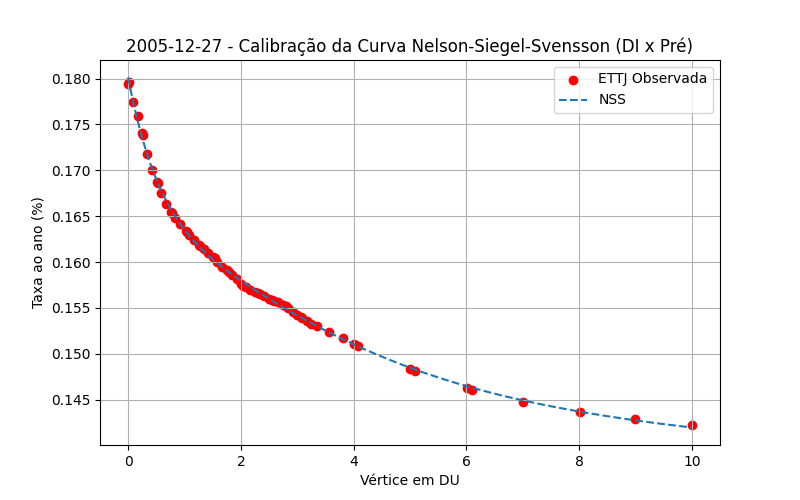 2005-12-27 - Calibração da Curva Nelson-Siegel-Svensson (DI x Pré)
ETTJ Observada
NSS
Taxa ao ano (%)
0.180
0.175
0.170
0.165
0.160
0.155
0.150
0.145
0 2 4 6 8 10
Vértice em DU